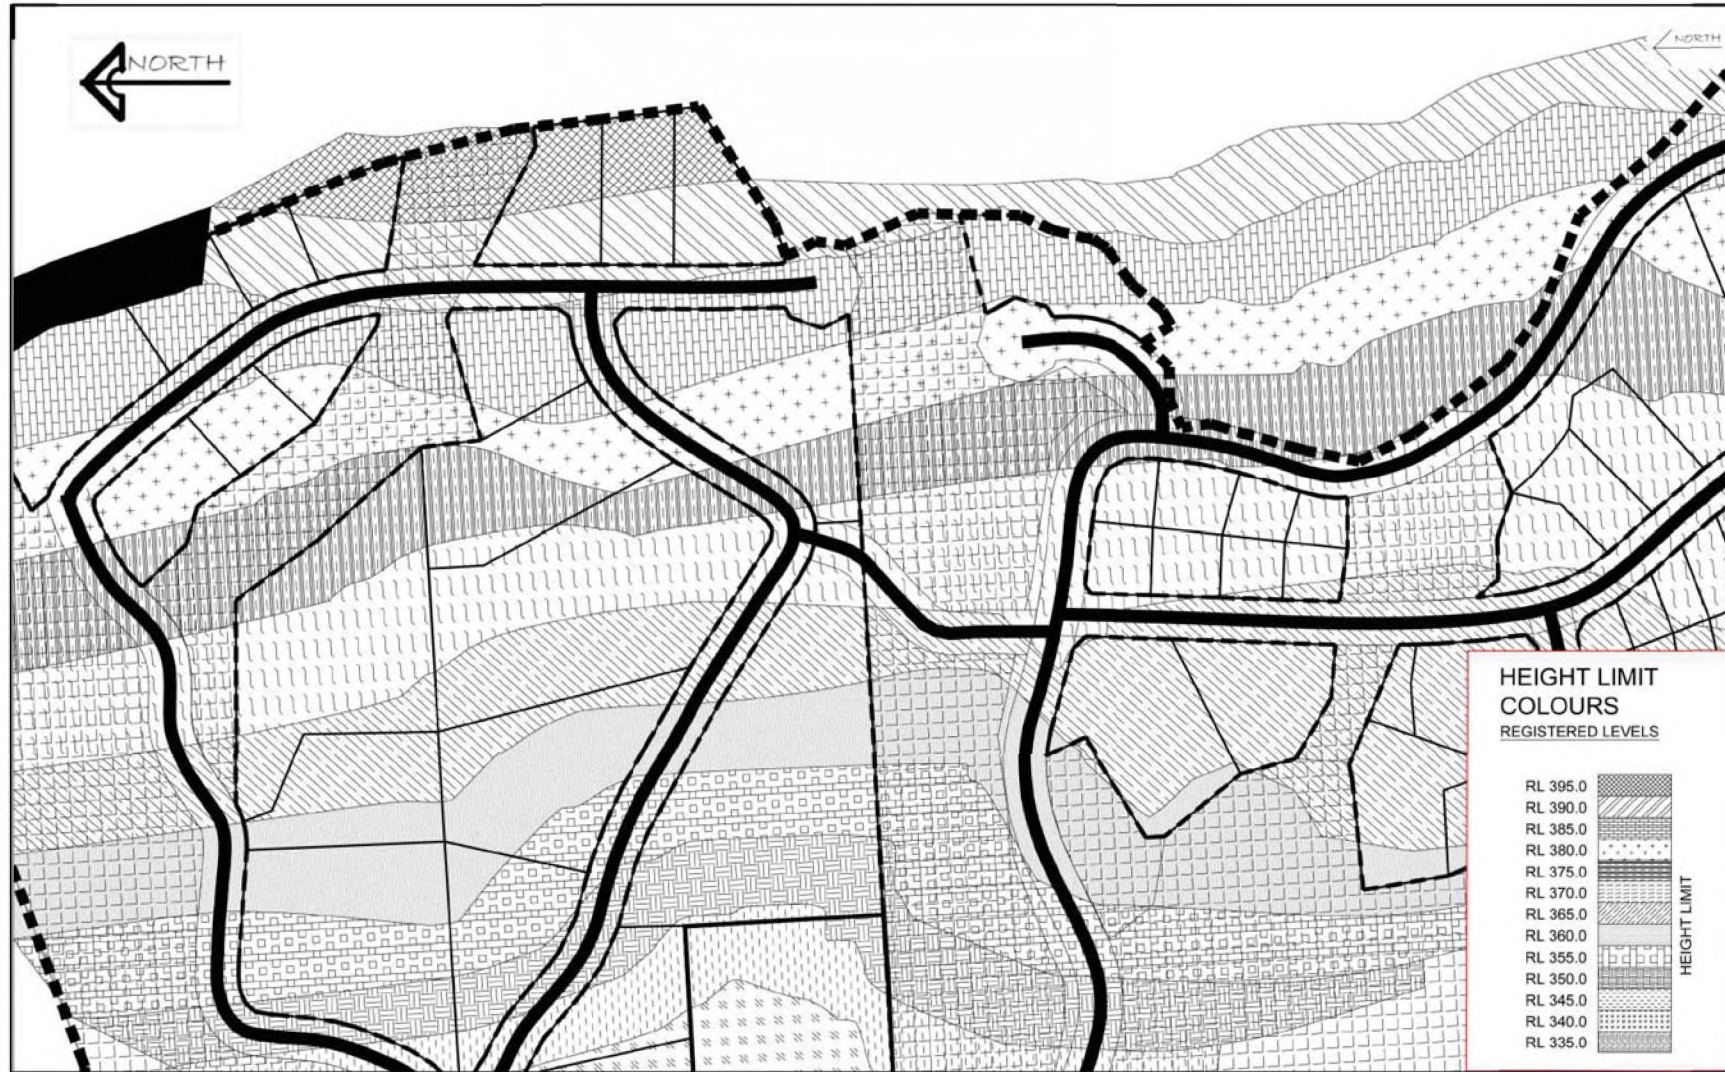 NORTH
NORTH
HEIGHT LIMIT
COLOURS
REGISTERED LEVELS
RL 395.0
RL 390.0
RL 385.0
RL 380.0
RL 375.0
RL 370.0
RL 365.0
RL 360.0
RL 355.0
RL 350.0
RL 345.0
RL 340.0
RL 335.0
HEIGHT LIMIT